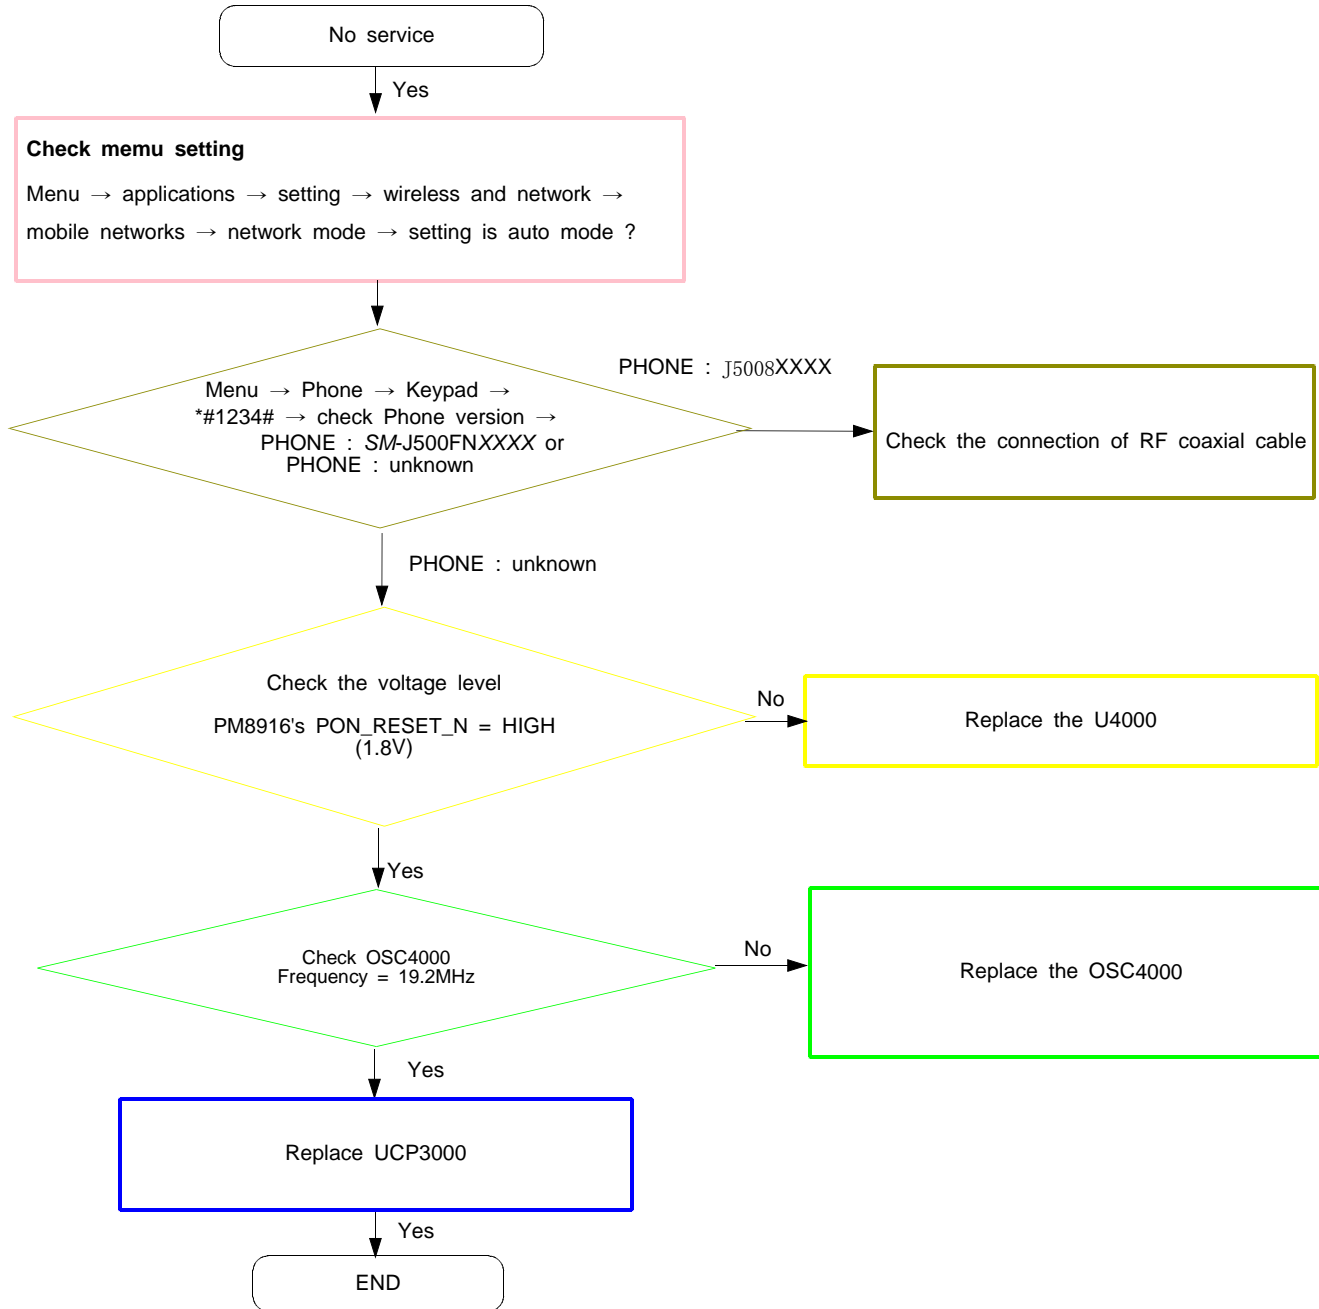 No service
Yes
Check memu setting
Menu → applications → setting → wireless and network →
mobile networks → network mode → setting is auto mode ?
PHONE : J5008XXXX
Menu → Phone → Keypad →
*#1234# → check Phone version →
PHONE : SM-J500FNXXXX or
PHONE : unknown
Check the connection of RF coaxial cable
PHONE : unknown
Check the voltage level
PM8916's PON_RESET_N = HIGH
(1.8V)
No
Replace the U4000
Yes
Check OSC4000
Frequency = 19.2MHz
No
Replace the OSC4000
Yes
Replace UCP3000
Yes
END